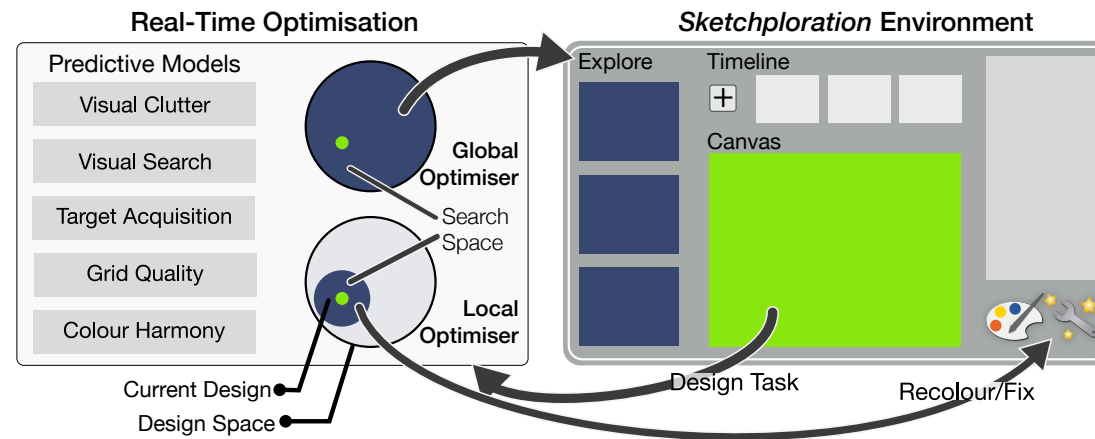 Real-Time Optimisation
Predictive Models
Visual Clutter
Visual Search
Target Acquisition
Grid Quality
Colour Harmony
Global
Optimiser
Search
Space
Local
Optimiser
Current Design
Design Space
Sketchploration Environment
Explore
Timeline
+
Canvas
Design Task
Recolour/Fix